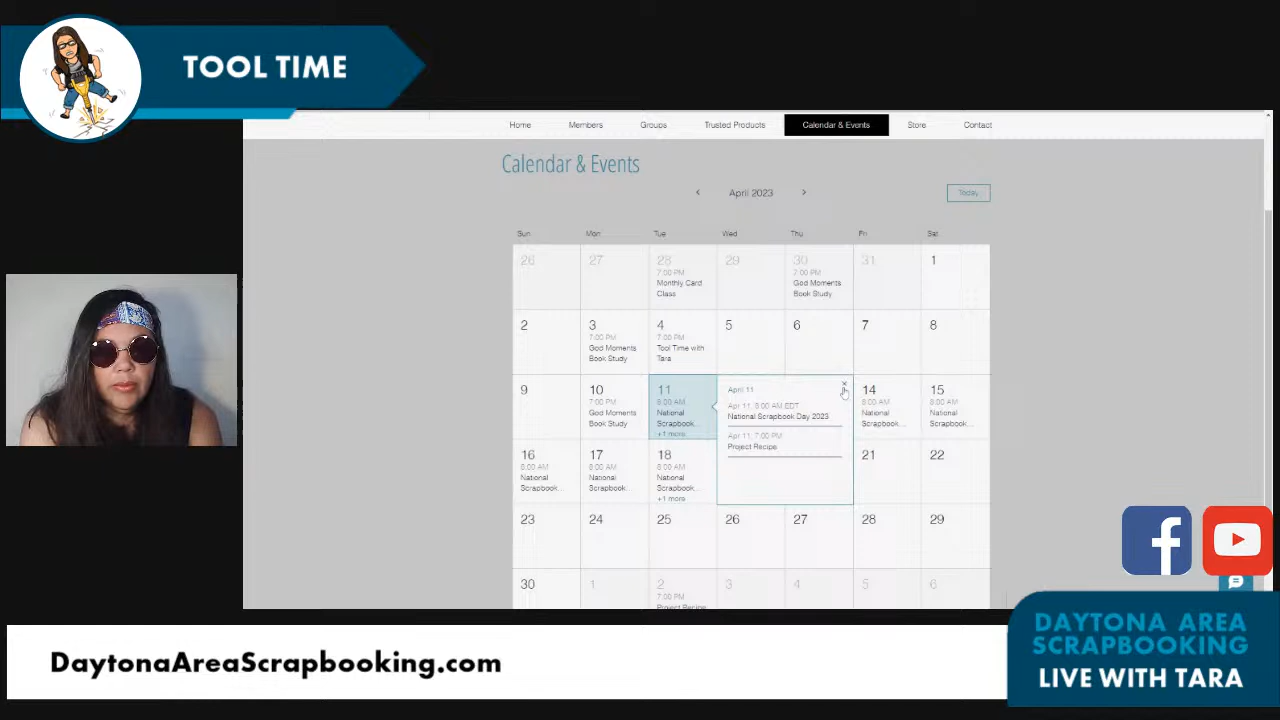 TOOL TIME
Home Members Groups Trusted Products Calendar & Events Store Contact
Calendar & Events
< April 2023 >
Today
Sun Mon Tue Wed Thu Fri Sat
26 27 28 29 30 31 1
7:00 PM 7:00 PM
Monthly Card God Moments
Class Book Study
2 3 4 5 6 7 8
7:00 PM 7:00 PM
God Moments Tool Time with
Book Study Tara
9 10 11 14 15
7:00 PM 8:00 AM 8:00 AM 8:00 AM
God Moments National National National
Book Study Scrapbook... Scrapbook... Scrapbook...
+1 more
April 11
Apr 11, 8:00 AM EDT
National Scrapbook Day 2023
Apr 11, 7:00 PM
Project Recipe
16 17 18 21 22
8:00 AM 8:00 AM 8:00 AM
National National National
Scrapbook... Scrapbook... Scrapbook...
+1 more
23 24 25 26 27 28 29
30 1 2 3 4 5 6
7:00 PM
Project Recipe
DaytonaAreaScrapbooking.com
DAYTONA AREA
SCRAPBOOKING
LIVE WITH TARA